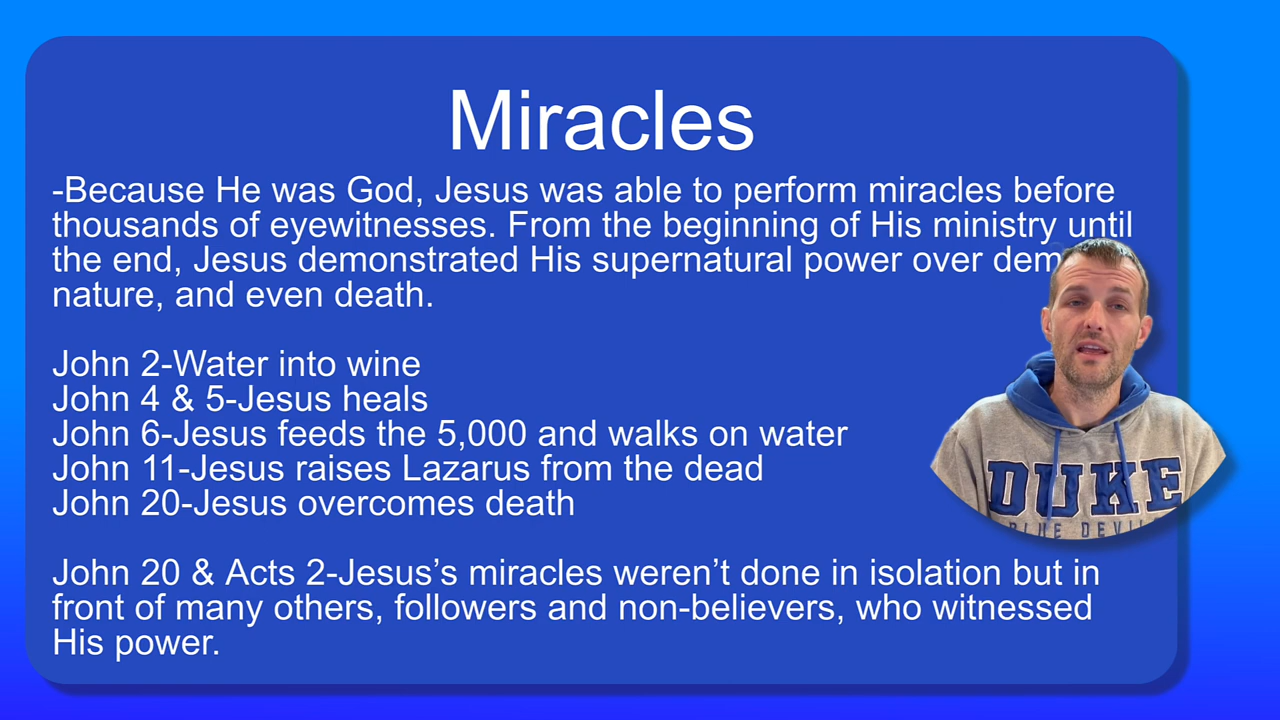 Miracles
-Because He was God, Jesus was able to perform miracles before
thousands of eyewitnesses. From the beginning of His ministry until
the end, Jesus demonstrated His supernatural power over
nature, and even death.
John 2-Water into wine
John 4 & 5-Jesus heals
John 6-Jesus feeds the 5,000 and walks on water
John 11-Jesus raises Lazarus from the dead
John 20-Jesus overcomes death
DUKE
BLUE DEVIL
John 20 & Acts 2-Jesus’s miracles weren’t done in isolation but in
front of many others, followers and non-believers, who witnessed
His power.